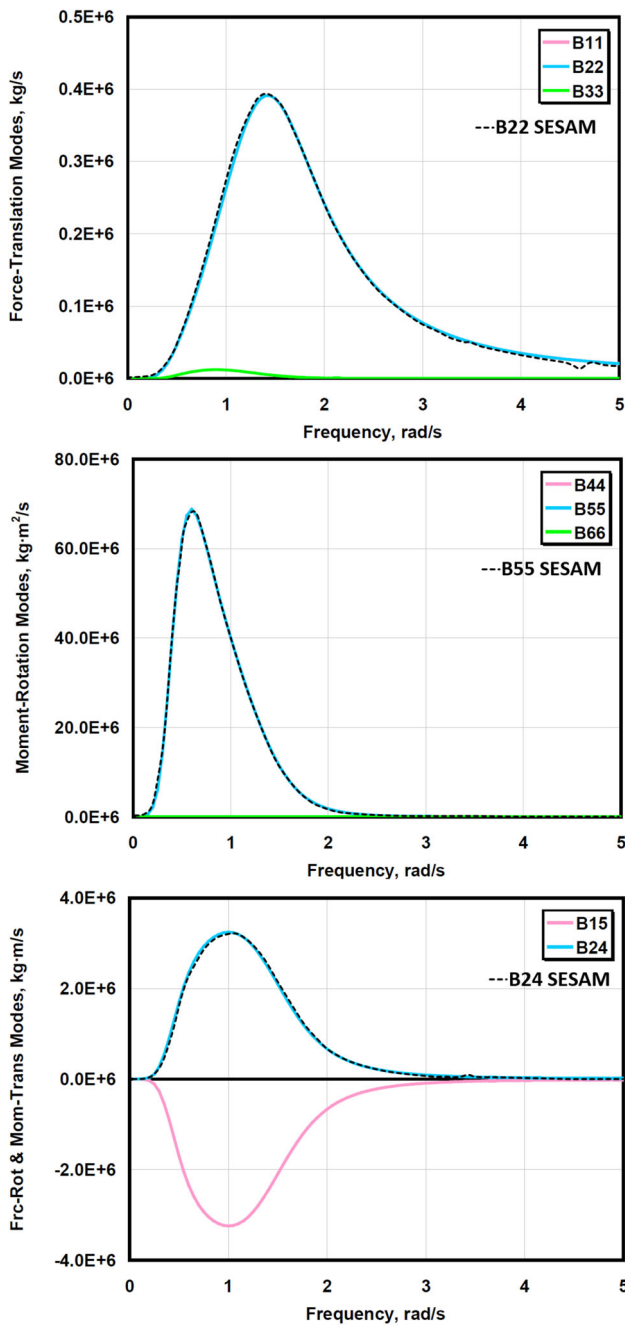 Force-Translation Modes, kg/s
0.5E+6
0.4E+6
0.3E+6
0.2E+6
0.1E+6
0.0E+6
B11
B22
B33
B22 SESAM
0 1 2 3 4 5
Frequency, rad/s
Moment-Rotation Modes, kg·m²/s
80.0E+6
60.0E+6
40.0E+6
20.0E+6
0.0E+6
B44
B55
B66
B55 SESAM
0 1 2 3 4 5
Frequency, rad/s
Frc-Rot & Mom-Trans Modes, kg·m/s
4.0E+6
2.0E+6
0.0E+6
-2.0E+6
-4.0E+6
B15
B24
B24 SESAM
0 1 2 3 4 5
Frequency, rad/s